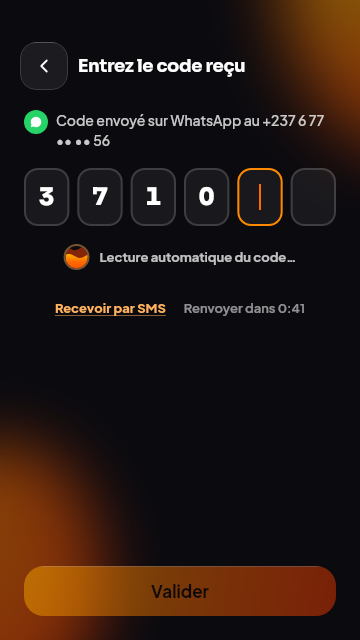 Entrez le code reçu
Code envoyé sur WhatsApp au +237 6 77
•• •• 56
3 7 1 0
Lecture automatique du code...
Recevoir par SMS Renvoyer dans 0:41
Valider